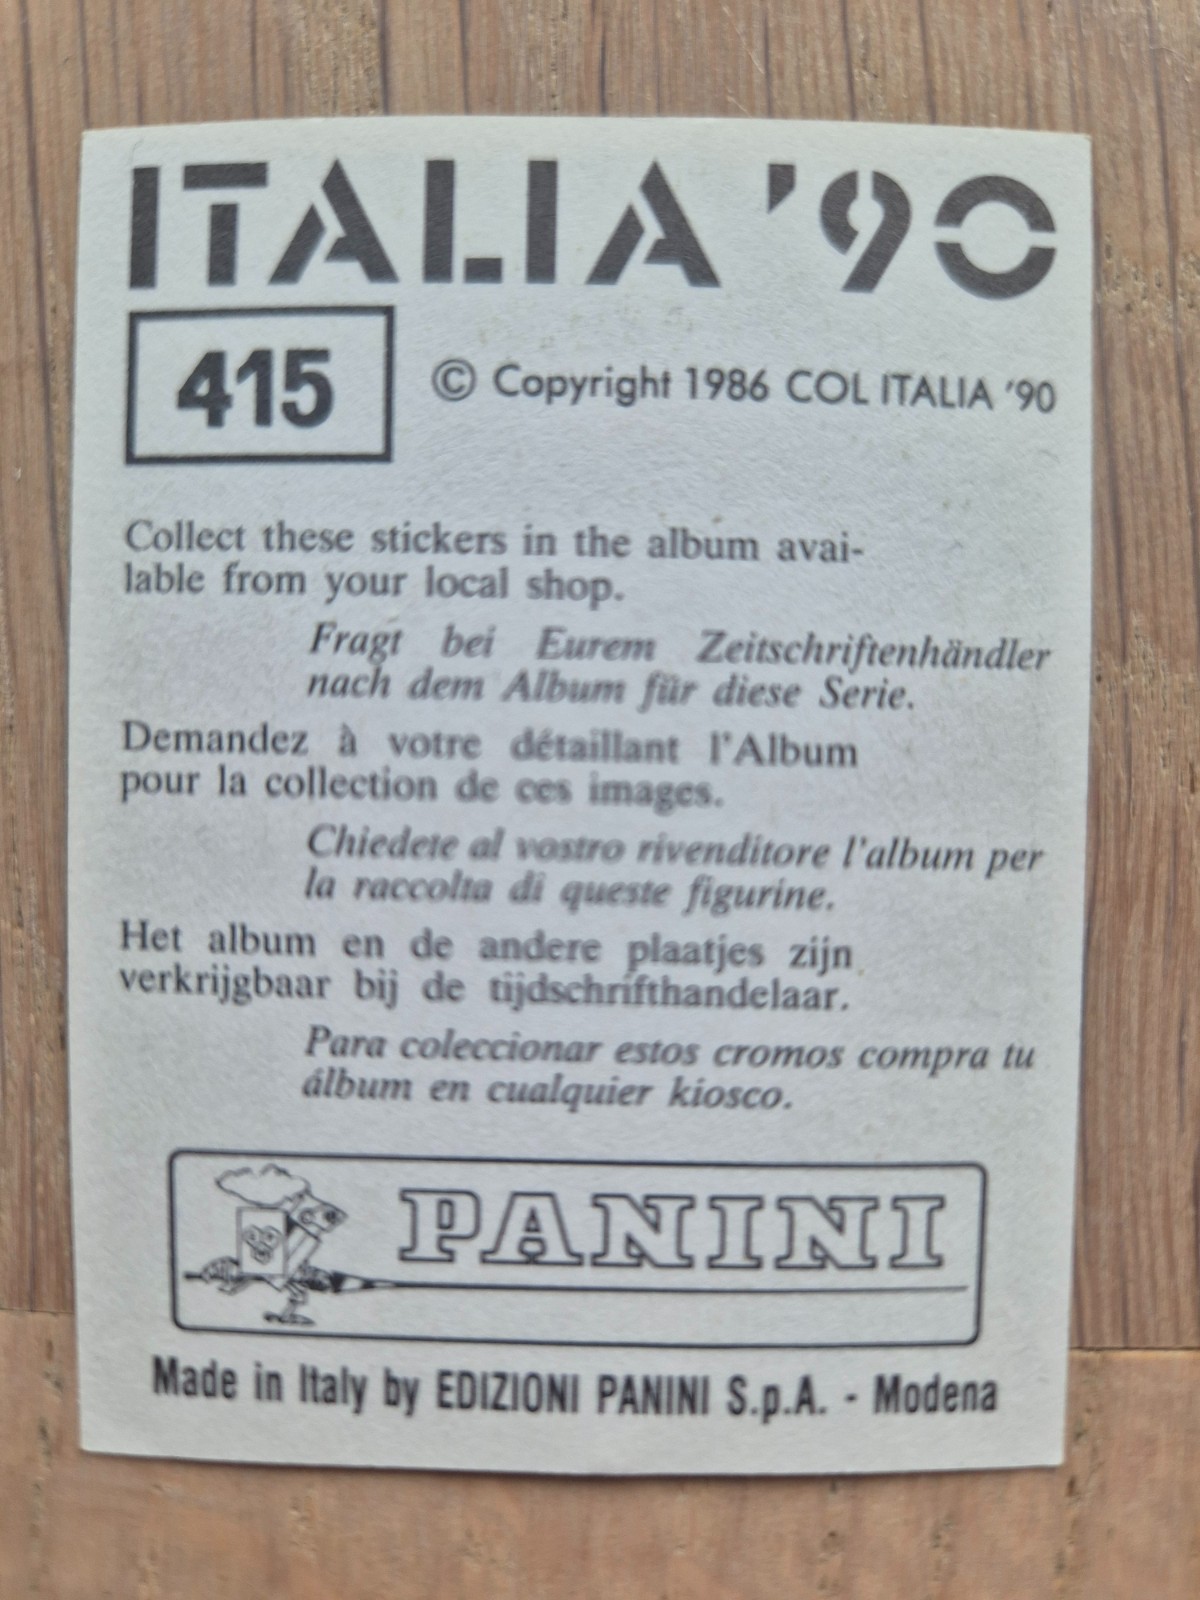 ITALIA '90
415
© Copyright 1986 COL ITALIA '90
Collect these stickers in the album avai-
lable from your local shop.
Fragt bei Eurem Zeitschriftenhändler
nach dem Album für diese Serie.
Demandez à votre détaillant l'Album
pour la collection de ces images.
Chiedete al vostro rivenditore l'album per
la raccolta di queste figurine.
Het album en de andere plaatjes zijn
verkrijgbaar bij de tijdschrifthandelaar.
Para coleccionar estos cromos compra tu
álbum en cualquier kiosco.
PANINI
Made in Italy by EDIZIONI PANINI S.p.A. - Modena